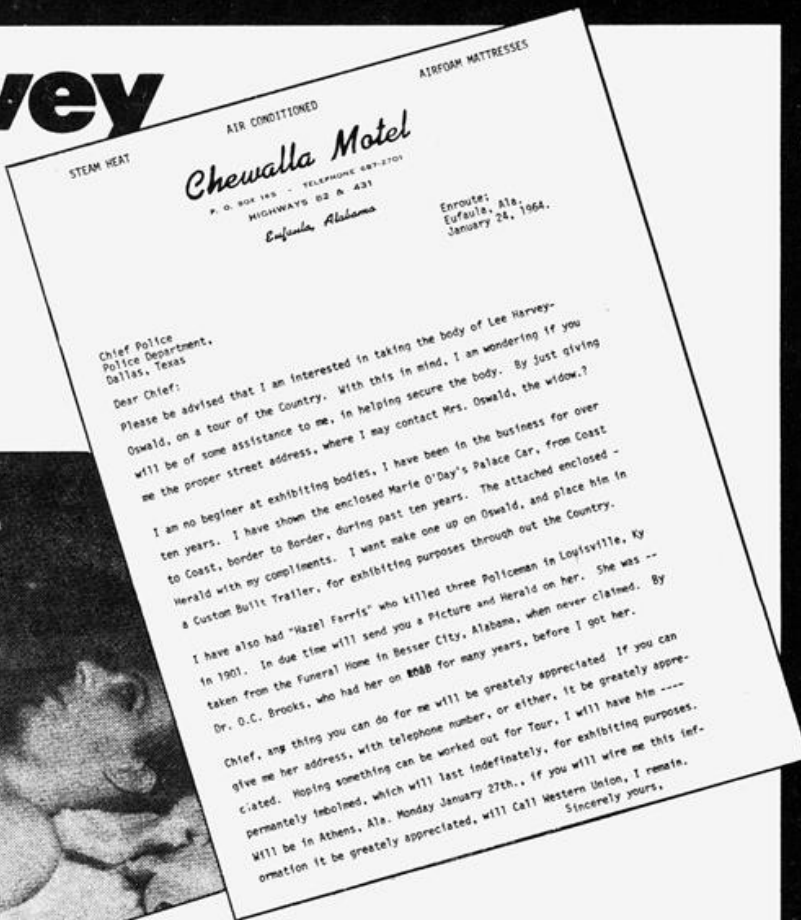 vey
STEAM HEAT
AIR CONDITIONED
AIRFOAM MATTRESSES
Chewalla Motel
P. O. BOX 165 - TELEPHONE 687-2701
HIGHWAYS 82 & 431
Eufaula, Alabama
Enroute;
Eufaula, Ala.
January 24, 1964.
Chief Police
Police Department,
Dallas, Texas
Dear Chief:
Please be advised that I am interested in taking the body of Lee Harvey-
Oswald, on a tour of the Country. With this in mind, I am wondering if you
will be of some assistance to me, in helping secure the body. By just giving
me the proper street address, where I may contact Mrs. Oswald, the widow.?
I am no beginer at exhibiting bodies, I have been in the business for over
ten years. I have shown the enclosed Marie O'Day's Palace Car, from Coast
to Coast, border to Border, during past ten years. The attached enclosed -
Herald with my compliments. I want make one up on Oswald, and place him in
a Custom Built Trailer, for exhibiting purposes through out the Country.
I have also had "Hazel Farris" who killed three Policeman in Louisville, Ky
in 1901. In due time will send you a Picture and Herald on her. She was --
taken from the Funeral Home in Besser City, Alabama, when never claimed. By
Dr. O.C. Brooks, who had her on ROAD for many years, before I got her.
Chief, any thing you can do for me will be greately appreciated If you can
give me her address, with telephone number, or either, it be greately appre-
ciated. Hoping something can be worked out for Tour, I will have him ----
permantely imbolmed, which will last indefinately, for exhibiting purposes.
Will be in Athens, Ala. Monday January 27th., if you will wire me this inf-
ormation it be greately appreciated, will Call Western Union, I remain.
Sincerely yours,